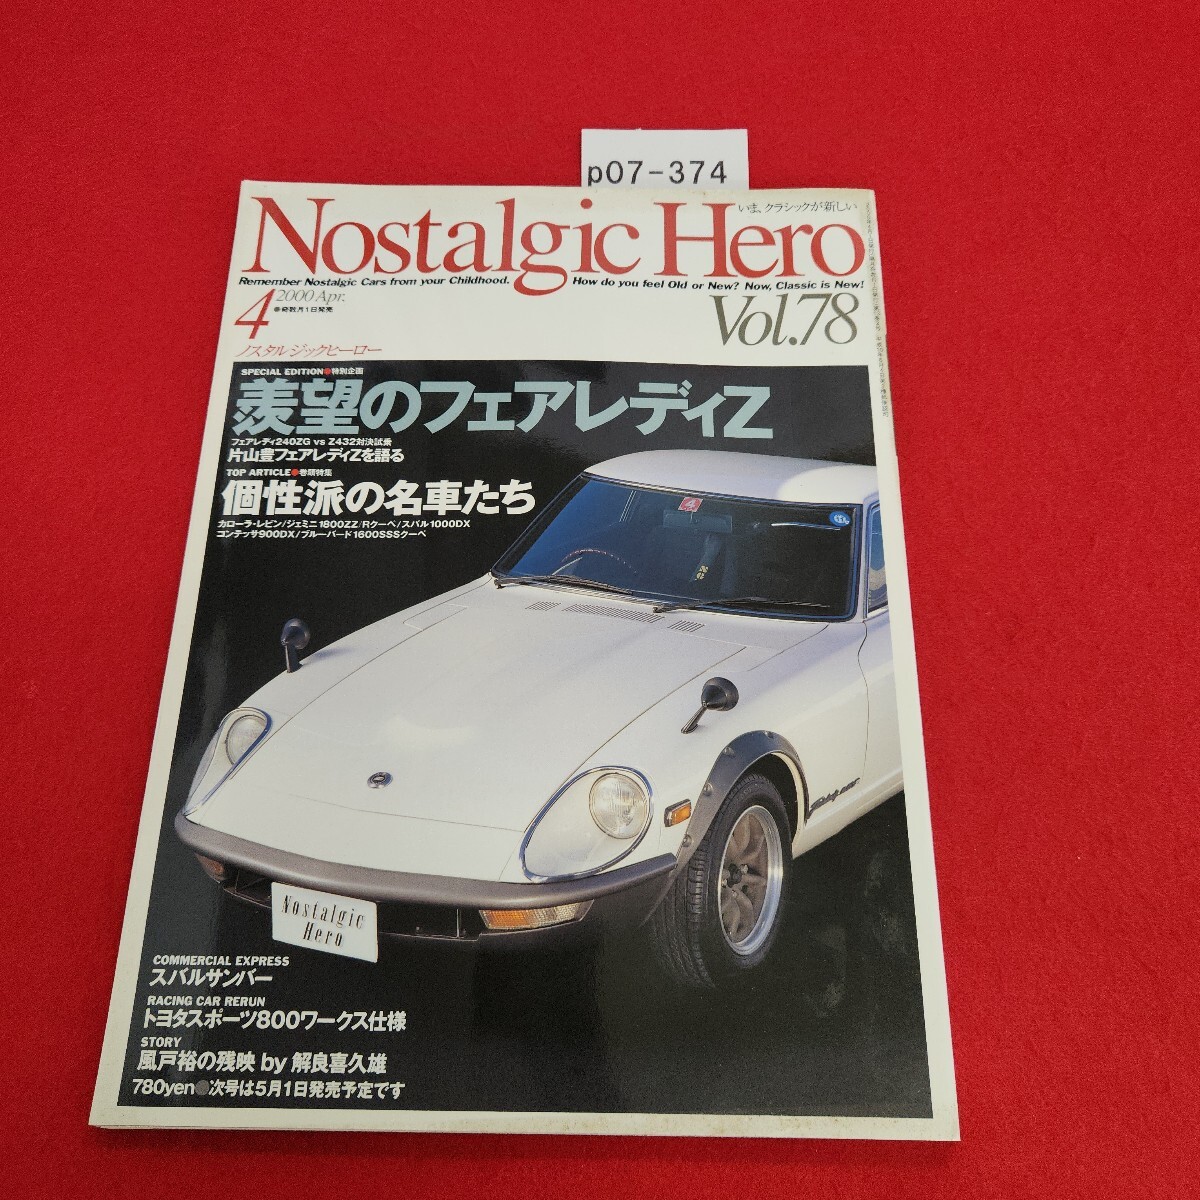 p07-374
Nostalgic Hero
いま、クラシックが新しい
Remember Nostalgic Cars from your Childhood. How do you feel Old or New? Now, Classic is New!
4 2000 Apr.
●奇数月1日発売
Vol.78
ノスタルジックヒーロー
SPECIAL EDITION●特別企画
羨望のフェアレディZ
フェアレディ240ZG vs Z432対決試乗
片山豊フェアレディZを語る
TOP ARTICLE●巻頭特集
個性派の名車たち
カローラ・レビン/ジェミニ1800ZZ/Rクーペ/スバル1000DX
コンテッサ900DX/ブルーバード1600SSSクーペ
4
Nostalgic
Hero
COMMERCIAL EXPRESS
スバルサンバー
RACING CAR RERUN
トヨタスポーツ800ワークス仕様
STORY
風戸裕の残映 by 解良喜久雄
780yen●次号は5月1日発売予定です